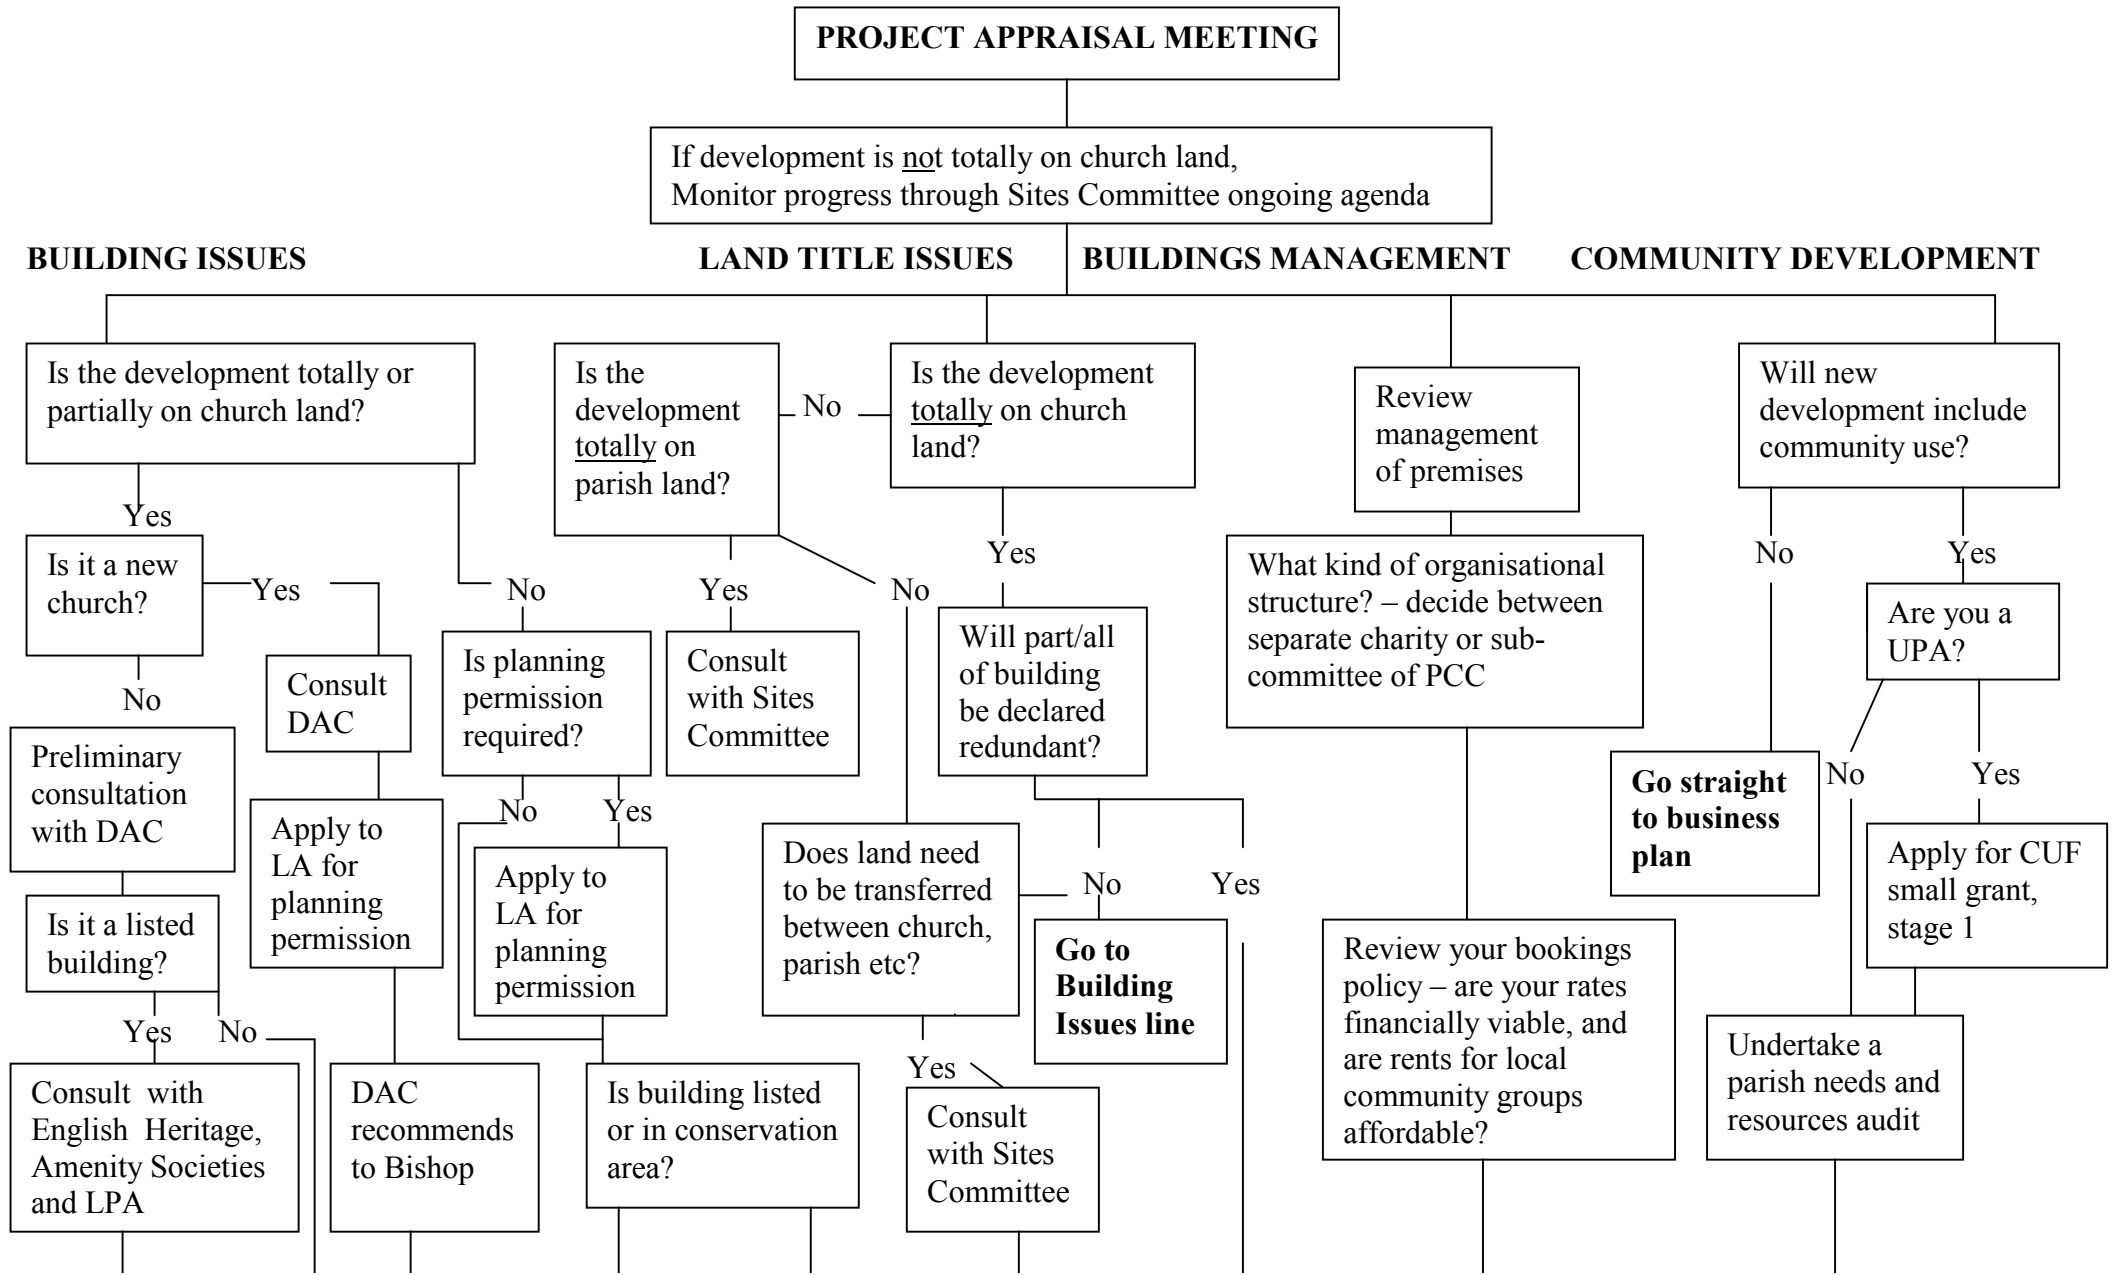 PROJECT APPRAISAL MEETING
If development is not totally on church land,
Monitor progress through Sites Committee ongoing agenda
BUILDING ISSUES
LAND TITLE ISSUES
BUILDINGS MANAGEMENT
COMMUNITY DEVELOPMENT
Is the development totally or
partially on church land?
Yes
Is it a new
church?
Yes
No
Consult
DAC
Preliminary
consultation
with DAC
Apply to
LA for
planning
permission
Is it a listed
building?
Yes
No
Consult with
English Heritage,
Amenity Societies
and LPA
DAC
recommends
to Bishop
No
Is planning
permission
required?
No
Yes
Apply to
LA for
planning
permission
Is building listed
or in conservation
area?
Is the
development
totally on
parish land?
No
Is the development
totally on church
land?
Yes
Consult
with Sites
Committee
No
Yes
Will part/all
of building
be declared
redundant?
Does land need
to be transferred
between church,
parish etc?
No
Yes
Go to
Building
Issues line
Yes
Consult
with Sites
Committee
Review
management
of premises
What kind of organisational
structure? – decide between
separate charity or sub-
committee of PCC
Review your bookings
policy – are your rates
financially viable, and
are rents for local
community groups
affordable?
Will new
development include
community use?
No
Yes
Are you a
UPA?
Go straight
to business
plan
No
Yes
Apply for CUF
small grant,
stage 1
Undertake a
parish needs and
resources audit